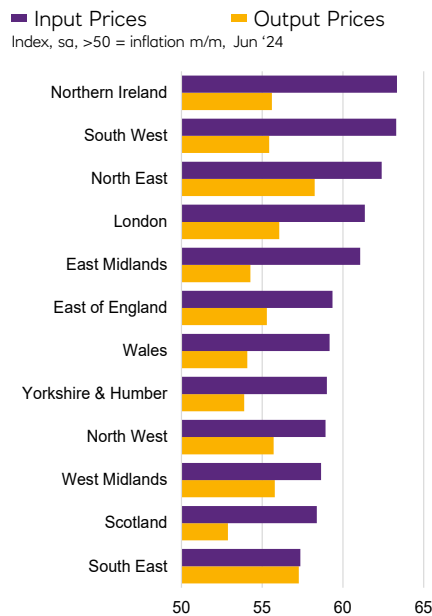 Input Prices Output Prices
Index, sa, >50 = inflation m/m, Jun ‘24
Northern Ireland
South West
North East
London
East Midlands
East of England
Wales
Yorkshire & Humber
North West
West Midlands
Scotland
South East
50 55 60 65